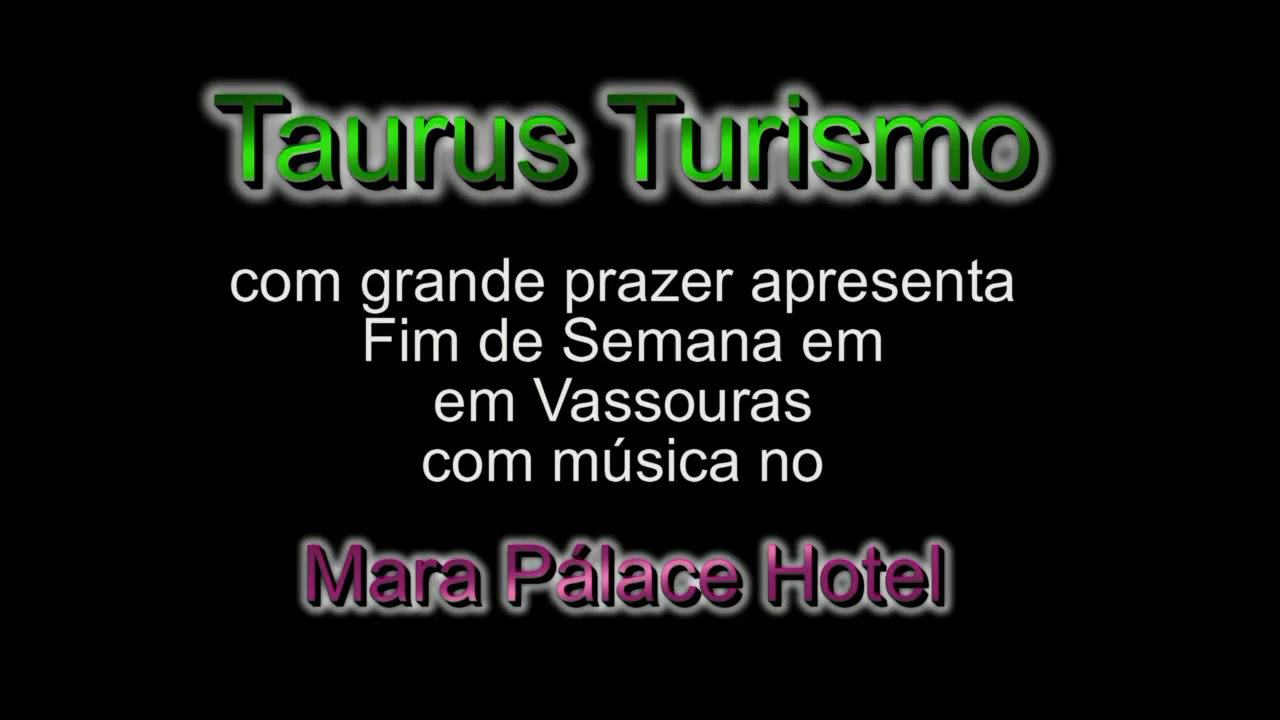 Taurus Turismo
com grande prazer apresenta
Fim de Semana em
em Vassouras
com música no
Mara Pálace Hotel